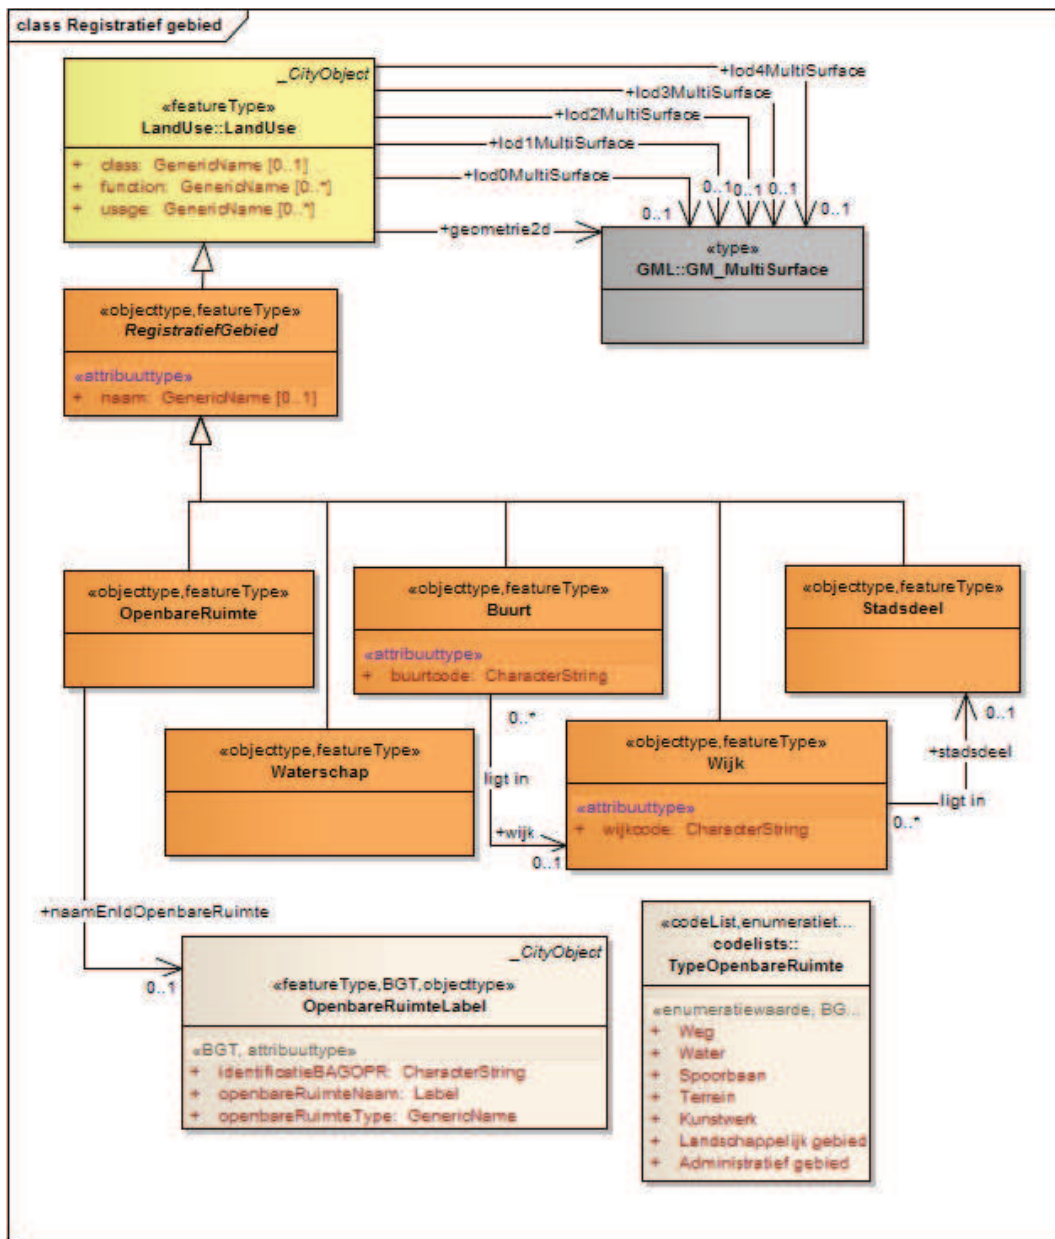 class Registratief gebied
_CityObject
«featureType»
LandUse::LandUse
+ class: GenericName [0..1]
+ function: GenericName [0..*]
+ usage: GenericName [0..*]
+lod4MultiSurface
+lod3MultiSurface
+lod2MultiSurface
+lod1MultiSurface
+lod0MultiSurface
0..1
0..1
0..1
0..1
0..1
+geometrie2d
«type»
GML::GM_MultiSurface
«objecttype,featureType»
RegistratiefGebied
«attribuuttype»
+ naam: GenericName [0..1]
«objecttype,featureType»
OpenbareRuimte
«objecttype,featureType»
Buurt
«attribuuttype»
+ buurtcode: CharacterString
«objecttype,featureType»
Stadsdeel
0..*
0..1
«objecttype,featureType»
Waterschap
ligt in
+wijk
0..1
«objecttype,featureType»
Wijk
«attribuuttype»
+ wijkcode: CharacterString
+stadsdeel
ligt in
0..*
+naamEnIdOpenbareRuimte
0..1
_CityObject
«featureType,BGT,objecttype»
OpenbareRuimteLabel
«BGT, attribuuttype»
+ identificatieBAGOPR: CharacterString
+ openbareRuimteNaam: Label
+ openbareRuimteType: GenericName
«codeList,enumeratiet...
codelists::
TypeOpenbareRuimte
«enumeratiewaarde, BG...
+ Weg
+ Water
+ Spoorbaan
+ Terrein
+ Kunstwerk
+ Landschappelijk gebied
+ Administratief gebied